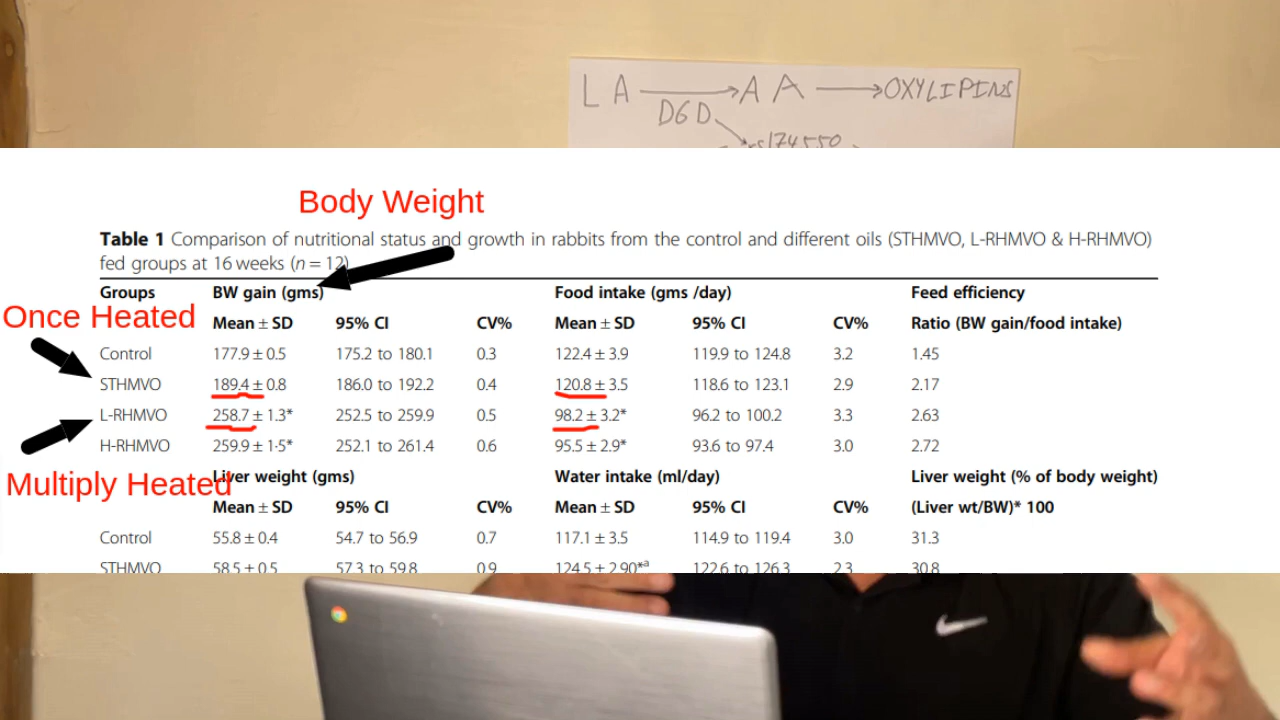 L A → A A → OXYLIPINS
D6D
rs174550
Body Weight
Table 1 Comparison of nutritional status and growth in rabbits from the control and different oils (STHMVO, L-RHMVO & H-RHMVO)
fed groups at 16 weeks (n = 12)
Groups BW gain (gms) Food intake (gms /day) Feed efficiency
Once Heated
Mean ± SD 95% CI CV% Mean ± SD 95% CI CV% Ratio (BW gain/food intake)
Control 177.9 ± 0.5 175.2 to 180.1 0.3 122.4 ± 3.9 119.9 to 124.8 3.2 1.45
STHMVO 189.4 ± 0.8 186.0 to 192.2 0.4 120.8 ± 3.5 118.6 to 123.1 2.9 2.17
L-RHMVO 258.7 ± 1.3* 252.5 to 259.9 0.5 98.2 ± 3.2* 96.2 to 100.2 3.3 2.63
H-RHMVO 259.9 ± 1·5* 252.1 to 261.4 0.6 95.5 ± 2.9* 93.6 to 97.4 3.0 2.72
Multiply Heated
Liver weight (gms) Water intake (ml/day) Liver weight (% of body weight)
Mean ± SD 95% CI CV% Mean ± SD 95% CI CV% (Liver wt/BW)* 100
Control 55.8 ± 0.4 54.7 to 56.9 0.7 117.1 ± 3.5 114.9 to 119.4 3.0 31.3
STHMVO 58.5 ± 0.5 57.3 to 59.8 0.9 124.5 ± 2.90*a 122.6 to 126.3 2.3 30.8